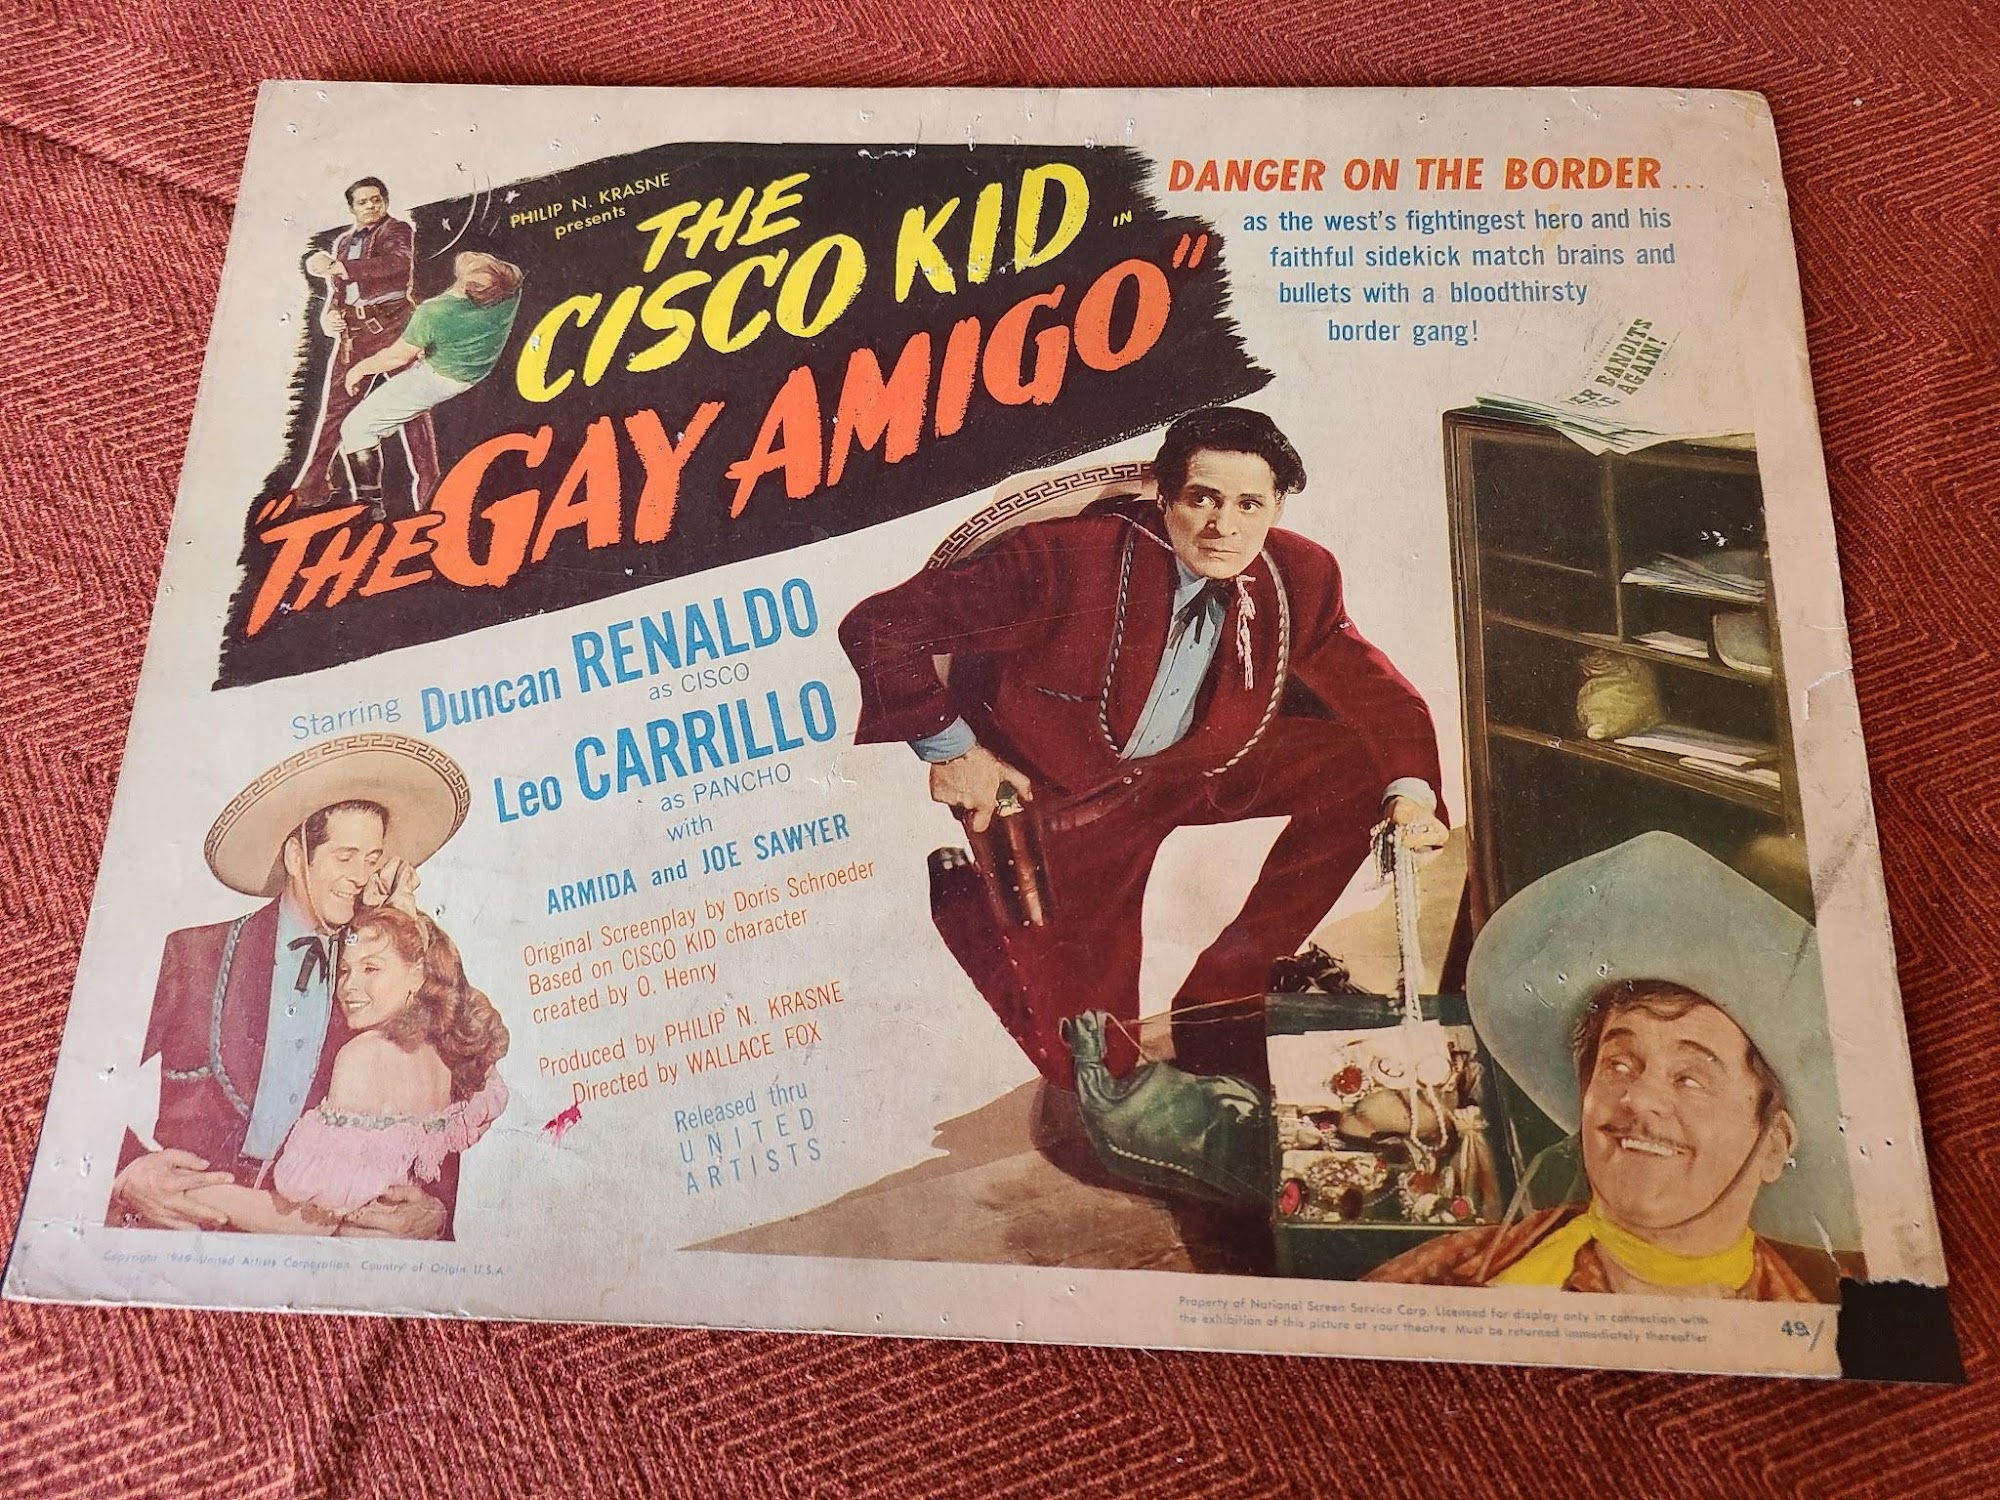 PHILIP N. KRASNE
presents
THE
CISCO KID
IN
"THE GAY AMIGO"
DANGER ON THE BORDER...
as the west's fightingest hero and his
faithful sidekick match brains and
bullets with a bloodthirsty
border gang!
BANDITS
AGAIN!
Starring Duncan RENALDO
as CISCO
Leo CARRILLO
as PANCHO
with
ARMIDA and JOE SAWYER
Original Screenplay by Doris Schroeder
Based on CISCO KID character
created by O. Henry
Produced by PHILIP N. KRASNE
Directed by WALLACE FOX
Released thru
UNITED
ARTISTS
Copyright 1949 United Artists Corporation. Country of Origin U.S.A.
Property of National Screen Service Corp. Licensed for display only in connection with
the exhibition of this picture at your theatre. Must be returned immediately thereafter
49/